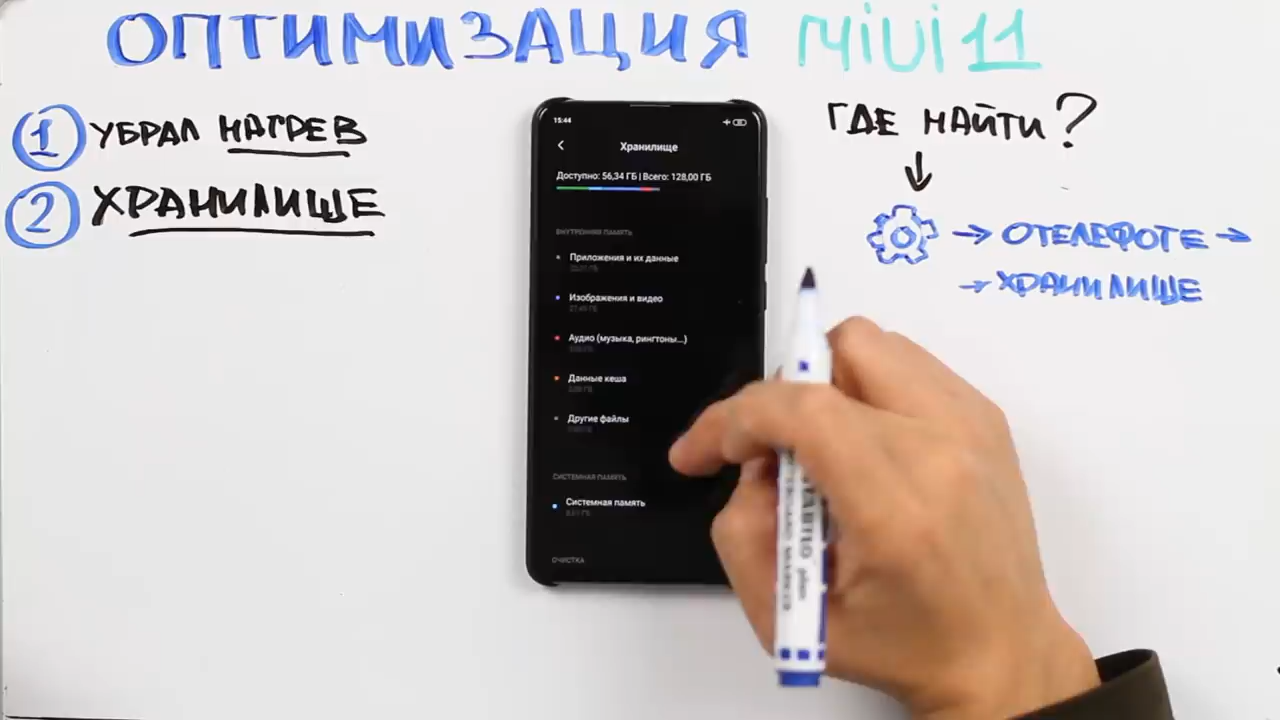 ОПТИМИЗАЦИЯ MIUI 11
1 УБРАЛ НАГРЕВ
2 ХРАНИЛИЩЕ
15:44
Хранилище
Доступно: 56,34 ГБ | Всего: 128,00 ГБ
ВНУТРЕННЯЯ ПАМЯТЬ
Приложения и их данные
Изображения и видео
Аудио (музыка, рингтоны...)
Данные кеша
Другие файлы
СИСТЕМНАЯ ПАМЯТЬ
Системная память
ОЧИСТКА
ГДЕ НАЙТИ?
→ ОТЕЛЕФОТЕ →
→ ХРАНИЛИЩЕ